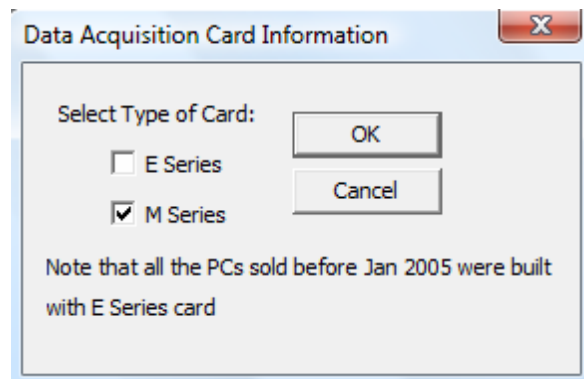 Data Acquisition Card Information
Select Type of Card:
OK
E Series
Cancel
M Series
Note that all the PCs sold before Jan 2005 were built
with E Series card